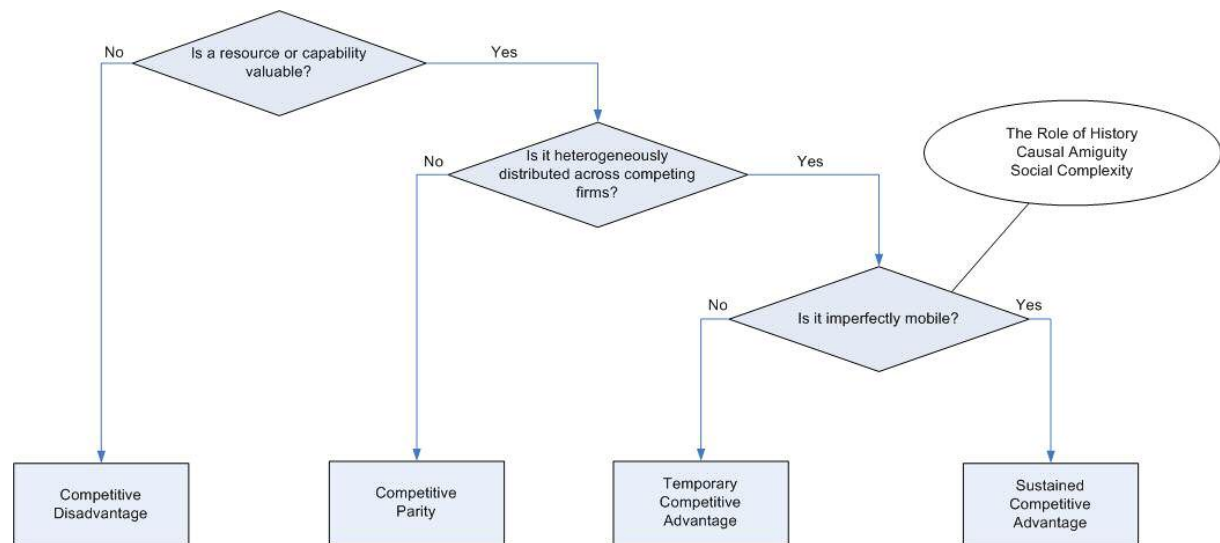 No
Is a resource or capability
valuable?
Yes
No
Is it heterogeneously
distributed across competing
firms?
Yes
The Role of History
Causal Amiguity
Social Complexity
No
Is it imperfectly mobile?
Yes
Competitive
Disadvantage
Competitive
Parity
Temporary
Competitive
Advantage
Sustained
Competitive
Advantage